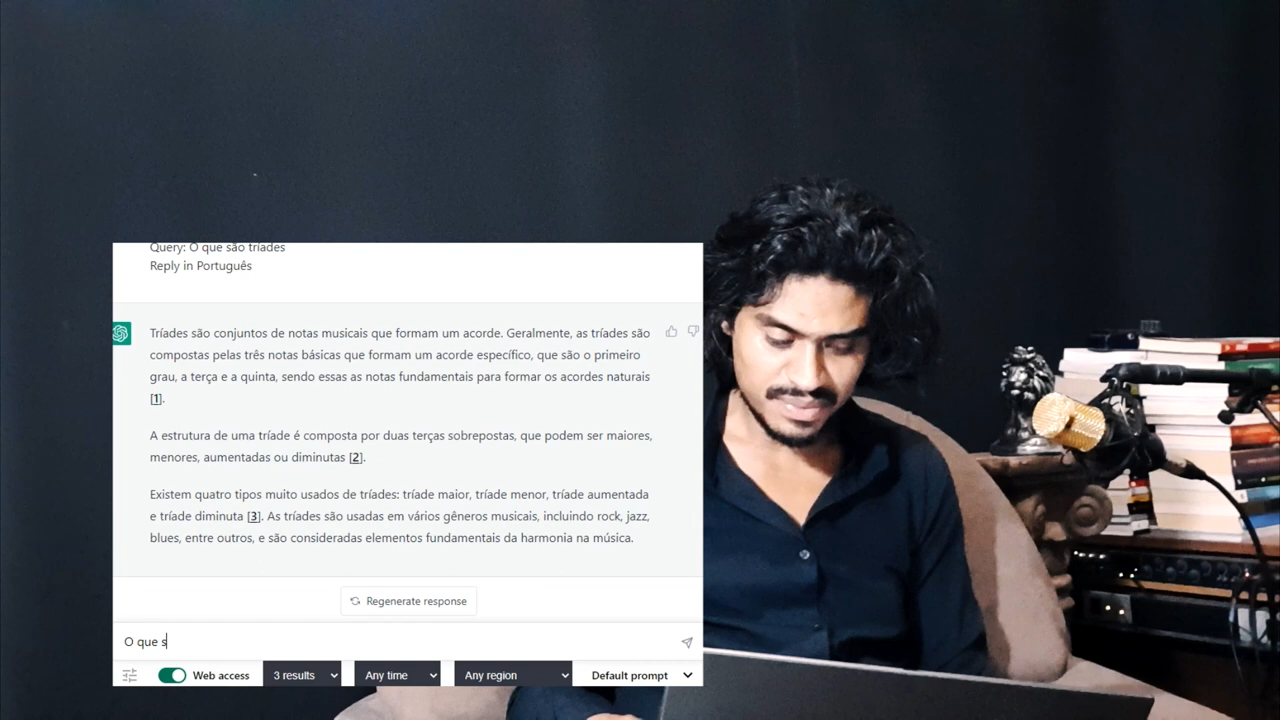 Query: O que são tríades
Reply in Português
Tríades são conjuntos de notas musicais que formam um acorde. Geralmente, as tríades são
compostas pelas três notas básicas que formam um acorde específico, que são o primeiro
grau, a terça e a quinta, sendo essas as notas fundamentais para formar os acordes naturais
[1].
A estrutura de uma tríade é composta por duas terças sobrepostas, que podem ser maiores,
menores, aumentadas ou diminutas [2].
Existem quatro tipos muito usados de tríades: tríade maior, tríade menor, tríade aumentada
e tríade diminuta [3]. As tríades são usadas em vários gêneros musicais, incluindo rock, jazz,
blues, entre outros, e são consideradas elementos fundamentais da harmonia na música.
Regenerate response
O que s
Web access
3 results
Any time
Any region
Default prompt